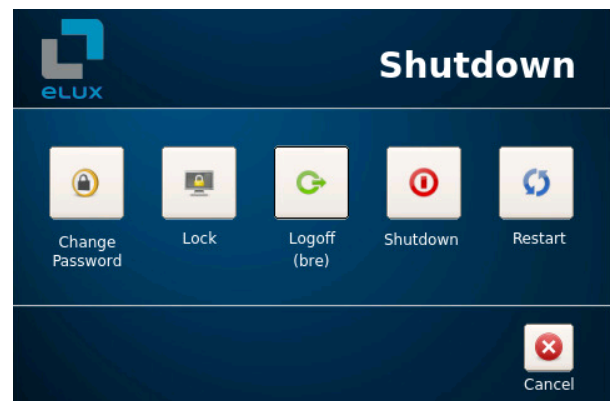 eLUX
Shutdown
Change
Password
Lock
Logoff
(bre)
Shutdown
Restart
Cancel